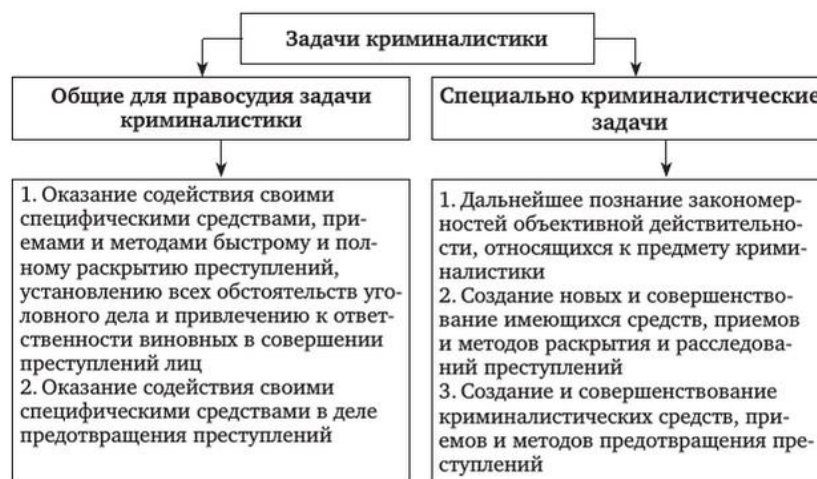 Задачи криминалистики
Общие для правосудия задачи
криминалистики
1. Оказание содействия своими
специфическими средствами, при-
емами и методами быстрому и пол-
ному раскрытию преступлений,
установлению всех обстоятельств уго-
ловного дела и привлечению к ответ-
ственности виновных в совершении
преступлений лиц
2. Оказание содействия своими
специфическими средствами в деле
предотвращения преступлений
Специально криминалистические
задачи
1. Дальнейшее познание закономер-
ностей объективной действительно-
сти, относящихся к предмету крими-
налистики
2. Создание новых и совершенство-
вание имеющихся средств, приемов
и методов раскрытия и расследова-
ний преступлений
3. Создание и совершенствование
криминалистических средств, при-
емов и методов предотвращения пре-
ступлений